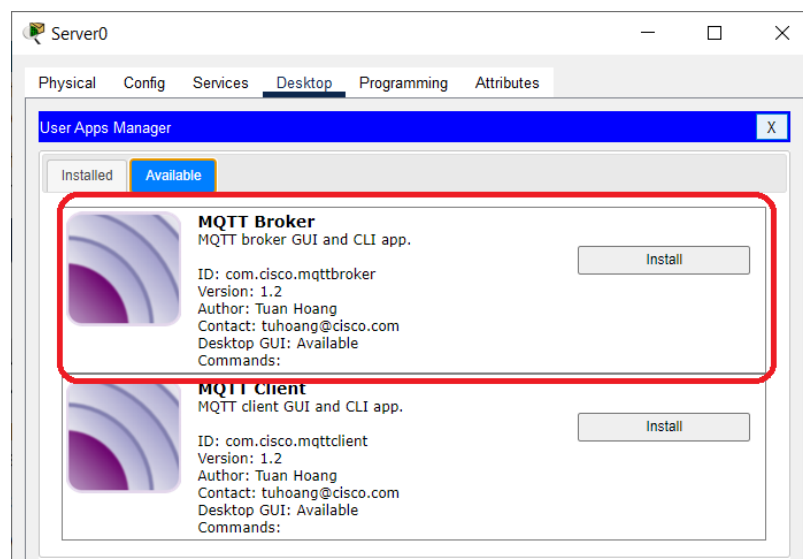 Server0
Physical Config Services Desktop Programming Attributes
User Apps Manager X
Installed Available
MQTT Broker
MQTT broker GUI and CLI app.
Install
ID: com.cisco.mqttbroker
Version: 1.2
Author: Tuan Hoang
Contact: tuhoang@cisco.com
Desktop GUI: Available
Commands:
MQTT Client
MQTT client GUI and CLI app.
Install
ID: com.cisco.mqttclient
Version: 1.2
Author: Tuan Hoang
Contact: tuhoang@cisco.com
Desktop GUI: Available
Commands: